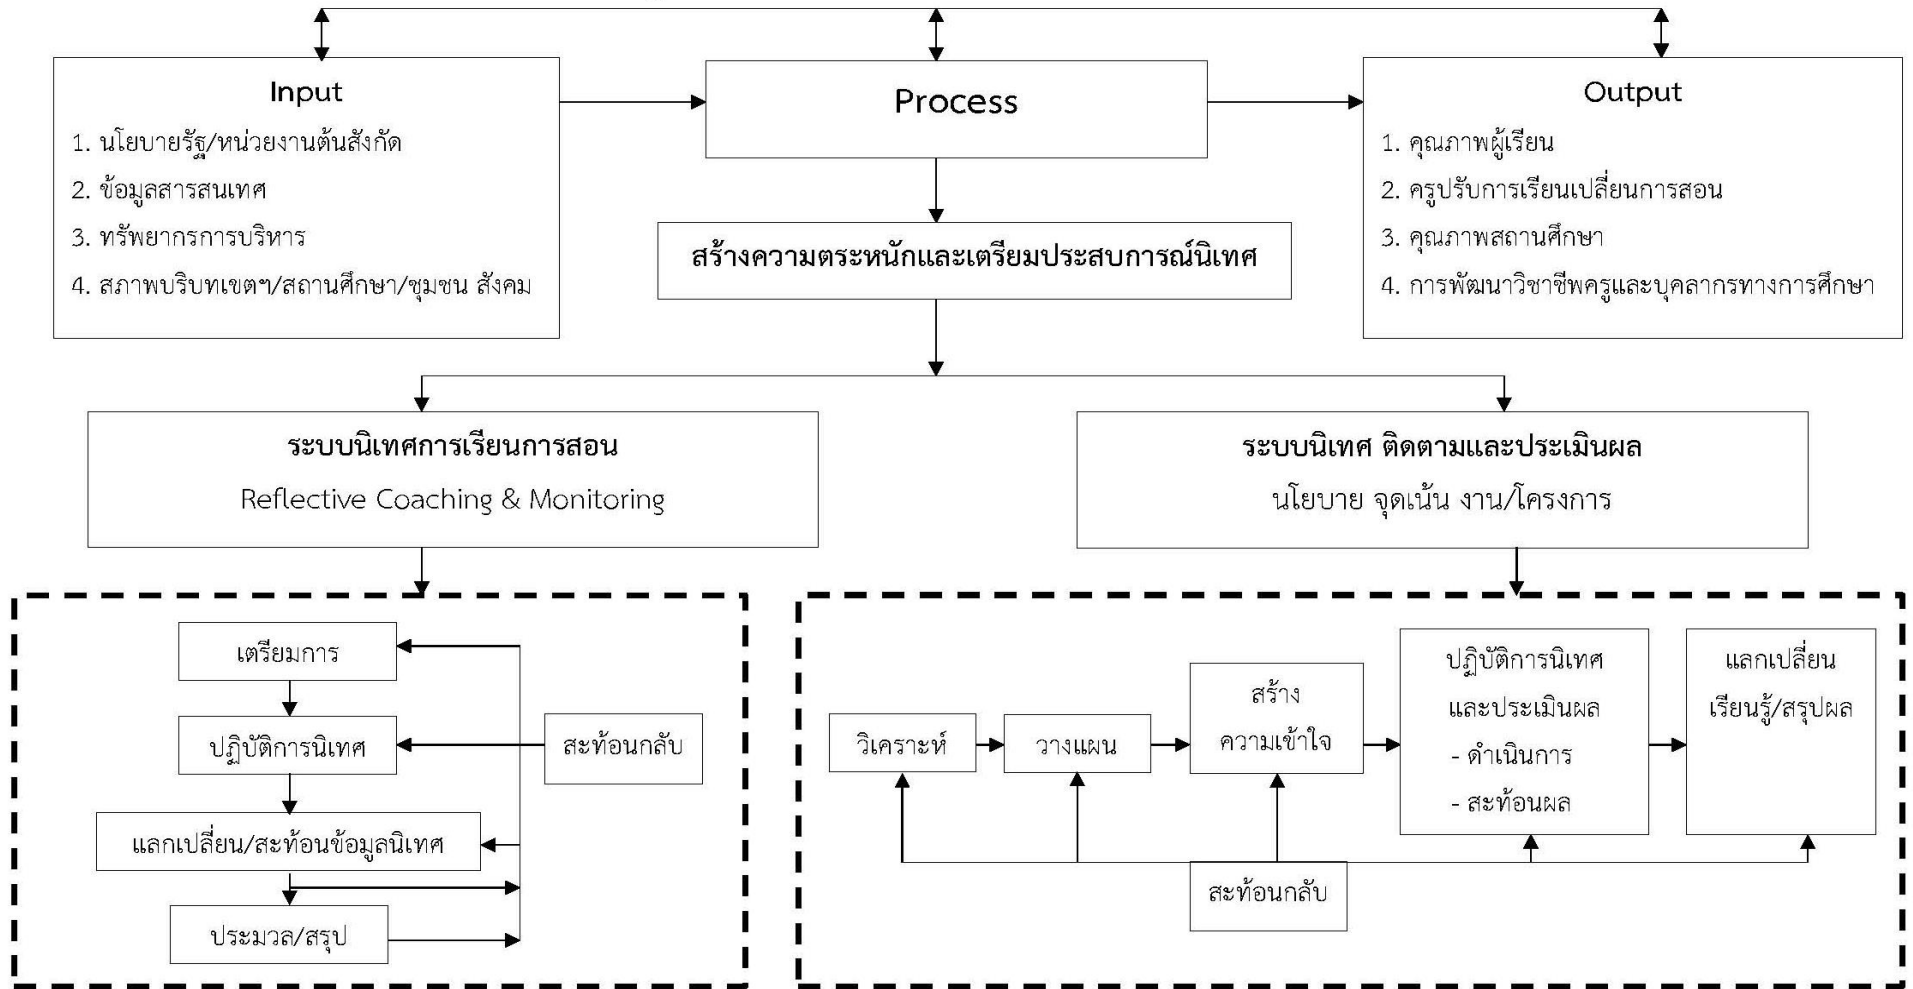 Input
1. นโยบายรัฐ/หน่วยงานต้นสังกัด
2. ข้อมูลสารสนเทศ
3. ทรัพยากรการบริหาร
4. สภาพบริบทเขตฯ/สถานศึกษา/ชุมชน สังคม
Process
Output
1. คุณภาพผู้เรียน
2. ครูปรับการเรียนเปลี่ยนการสอน
3. คุณภาพสถานศึกษา
4. การพัฒนาวิชาชีพครูและบุคลากรทางการศึกษา
สร้างความตระหนักและเตรียมประสบการณ์นิเทศ
ระบบนิเทศการเรียนการสอน
Reflective Coaching & Monitoring
ระบบนิเทศ ติดตามและประเมินผล
นโยบาย จุดเน้น งาน/โครงการ
เตรียมการ
ปฏิบัติการนิเทศ
สะท้อนกลับ
แลกเปลี่ยน/สะท้อนข้อมูลนิเทศ
ประมวล/สรุป
วิเคราะห์
วางแผน
สร้าง
ความเข้าใจ
ปฏิบัติการนิเทศ
และประเมินผล
- ดำเนินการ
- สะท้อนผล
แลกเปลี่ยน
เรียนรู้/สรุปผล
สะท้อนกลับ